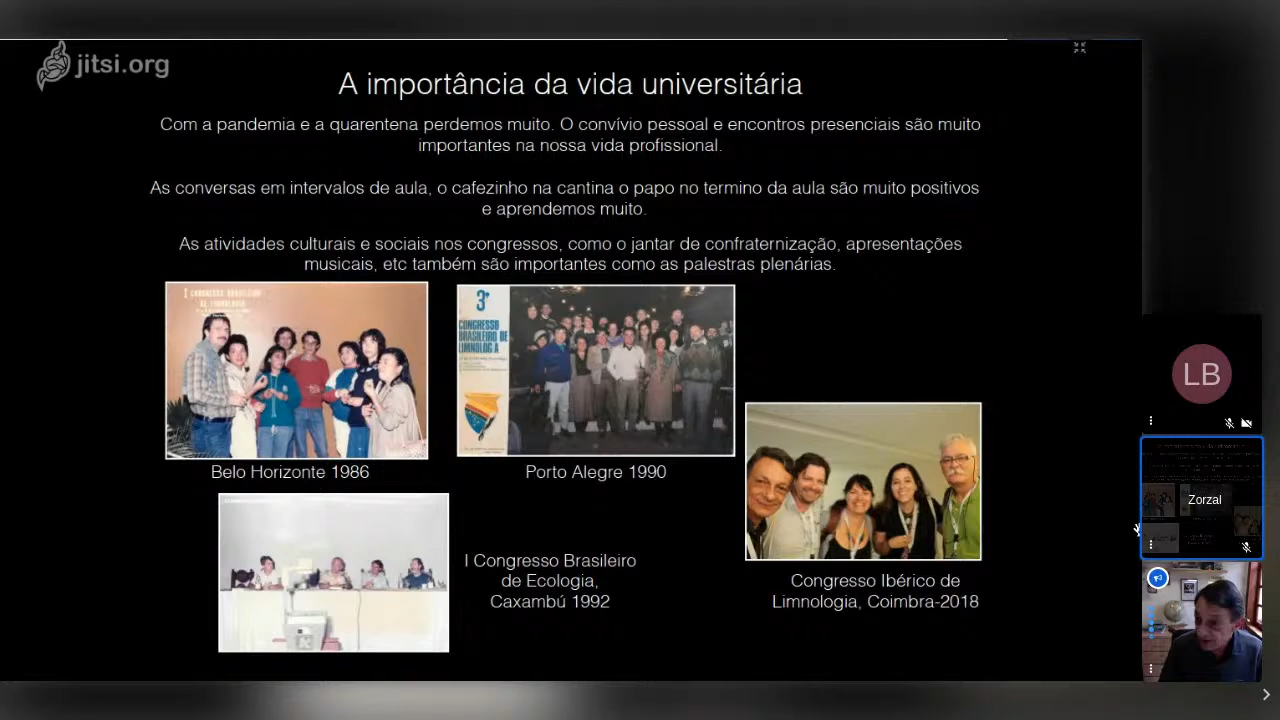 jitsi.org
A importância da vida universitária
Com a pandemia e a quarentena perdemos muito. O convívio pessoal e encontros presenciais são muito
importantes na nossa vida profissional.
As conversas em intervalos de aula, o cafezinho na cantina o papo no termino da aula são muito positivos
e aprendemos muito.
As atividades culturais e sociais nos congressos, como o jantar de confraternização, apresentações
musicais, etc também são importantes como as palestras plenárias.
I CONGRESSO BRASILEIRO
DE LIMNOLOGIA
3º
CONGRESSO
BRASILEIRO DE
LIMNOLOGIA
Belo Horizonte 1986
Porto Alegre 1990
I Congresso Brasileiro
de Ecologia,
Caxambú 1992
Congresso Ibérico de
Limnologia, Coimbra-2018
LB
Zorzal